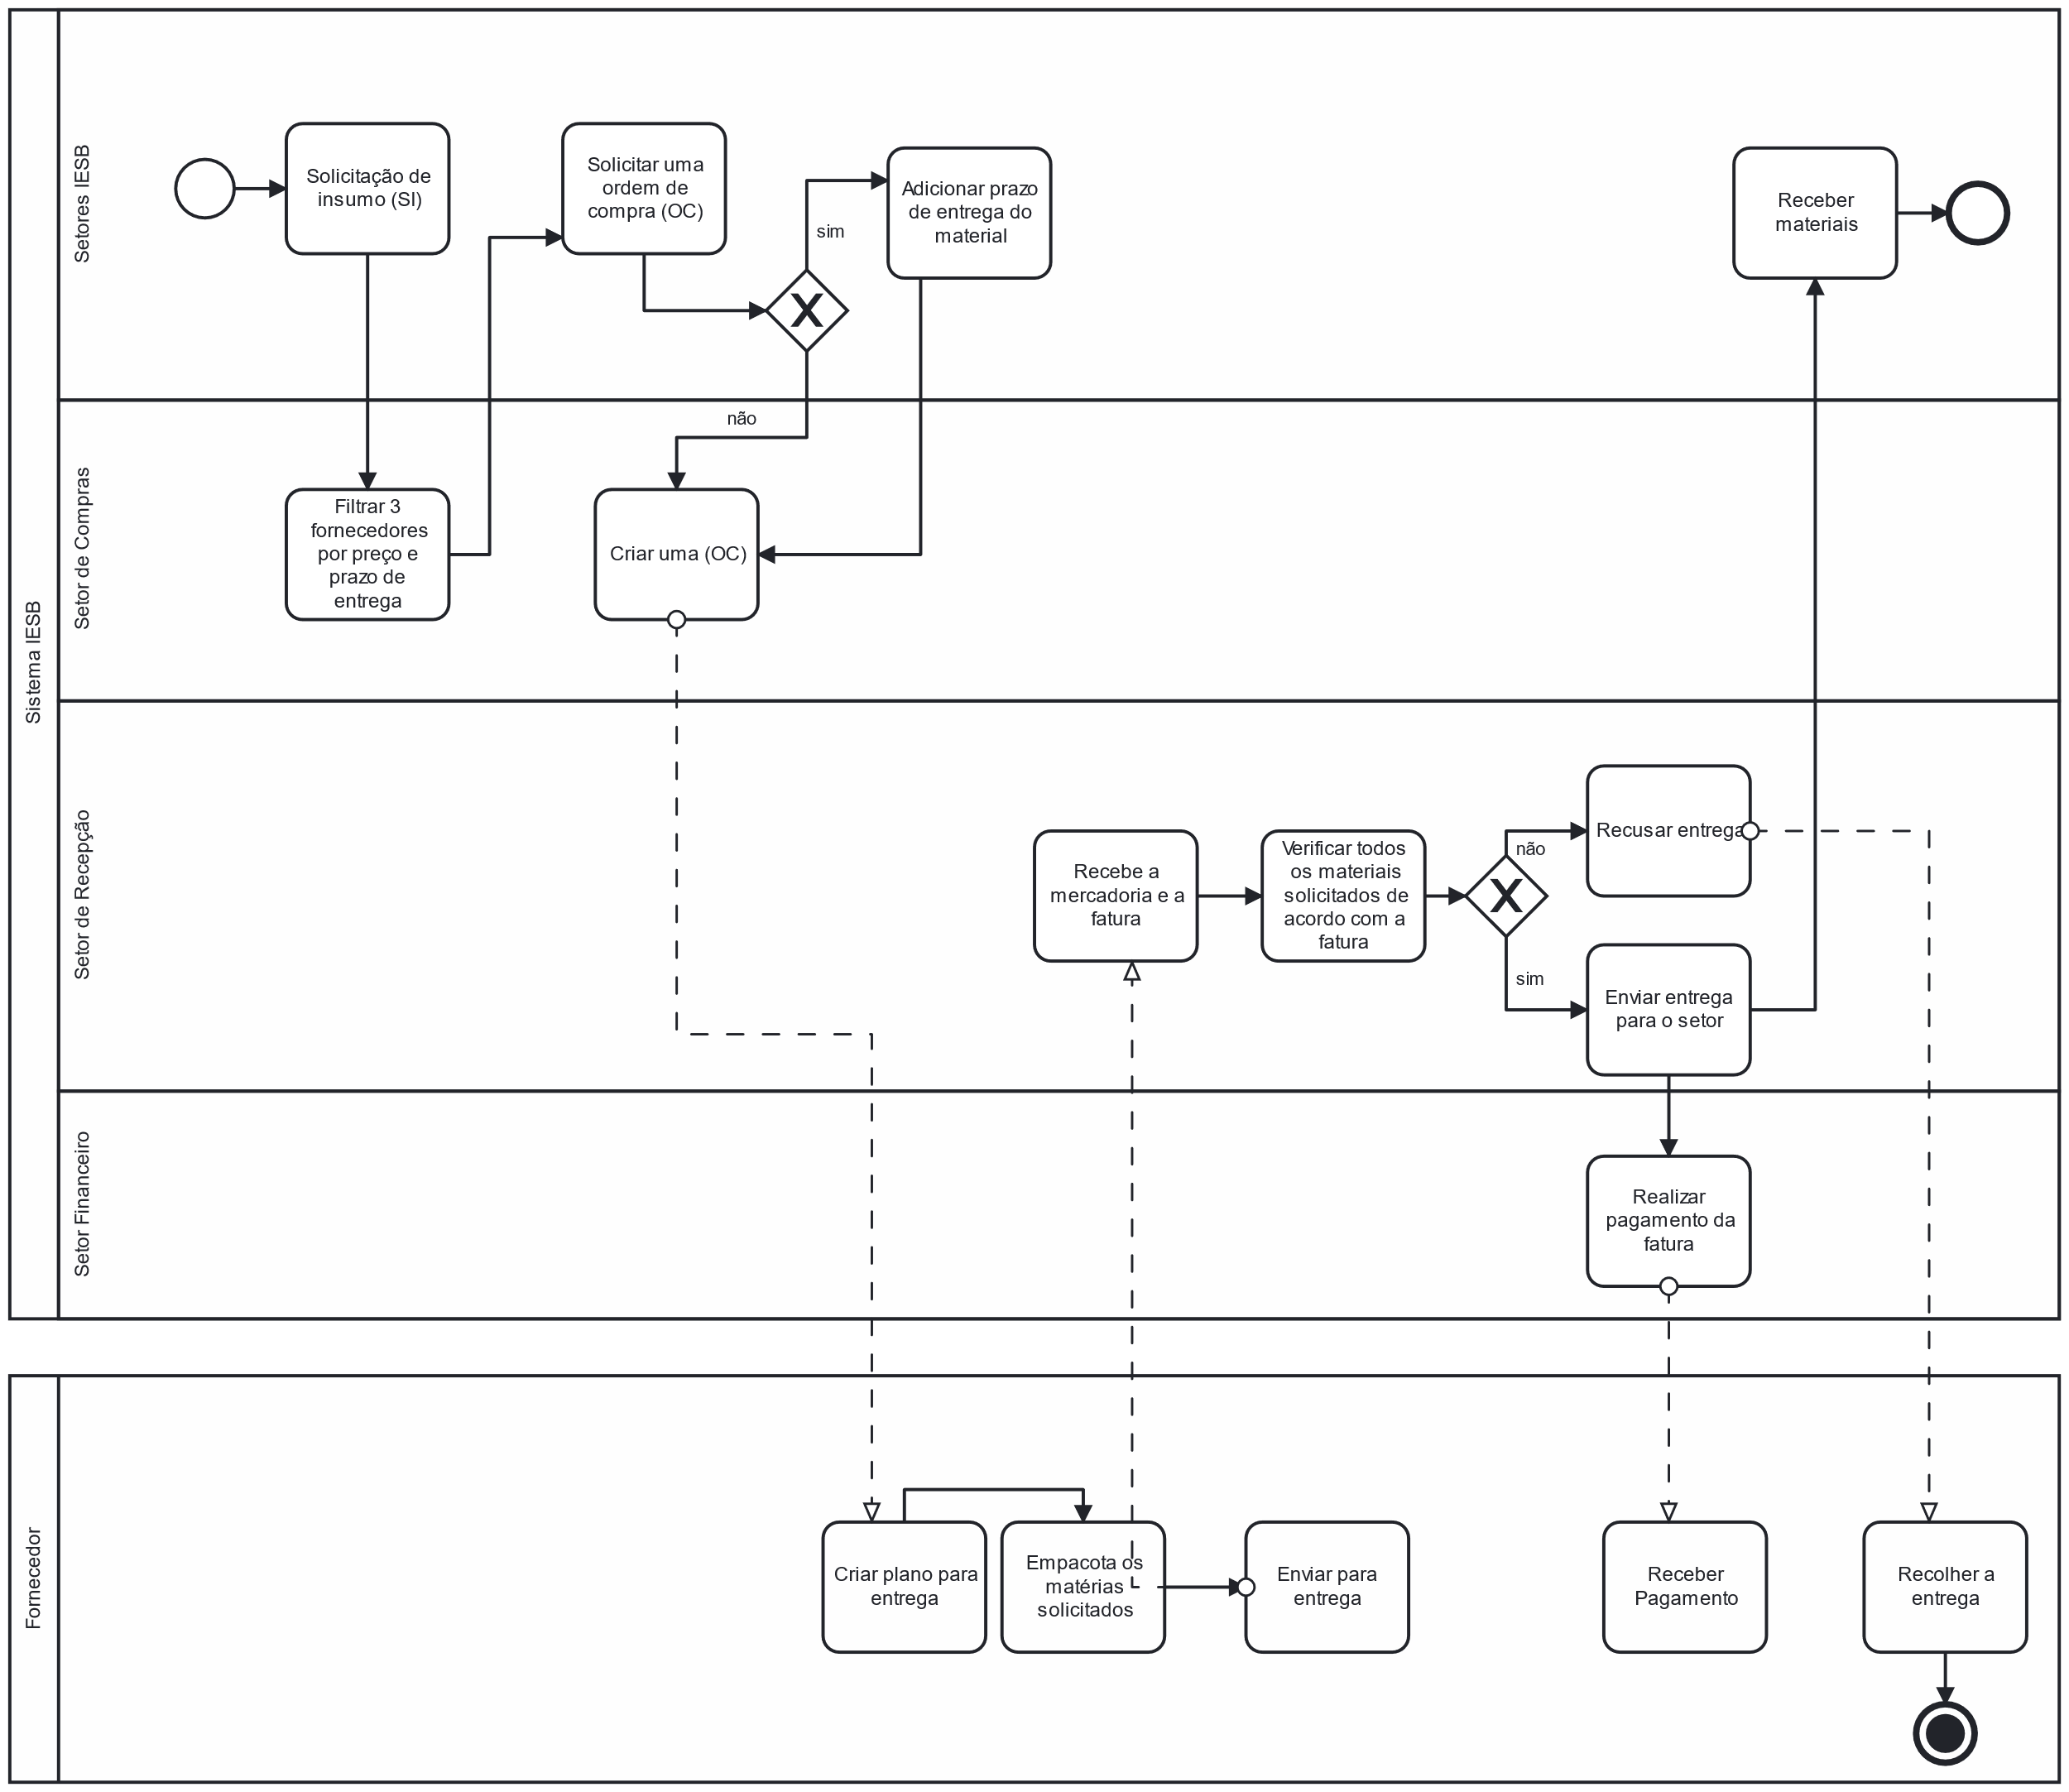 Sistema IESB
Setores IESB
Solicitação de
insumo (SI)
Solicitar uma
ordem de
compra (OC)
sim
Adicionar prazo
de entrega do
material
Receber
materiais
não
Setor de Compras
Filtrar 3
fornecedores
por preço e
prazo de
entrega
Criar uma (OC)
Setor de Recepção
Recebe a
mercadoria e a
fatura
Verificar todos
os materiais
solicitados de
acordo com a
fatura
não
Recusar entrega
sim
Enviar entrega
para o setor
Setor Financeiro
Realizar
pagamento da
fatura
Fornecedor
Criar plano para
entrega
Empacota os
matérias
solicitados
Enviar para
entrega
Receber
Pagamento
Recolher a
entrega